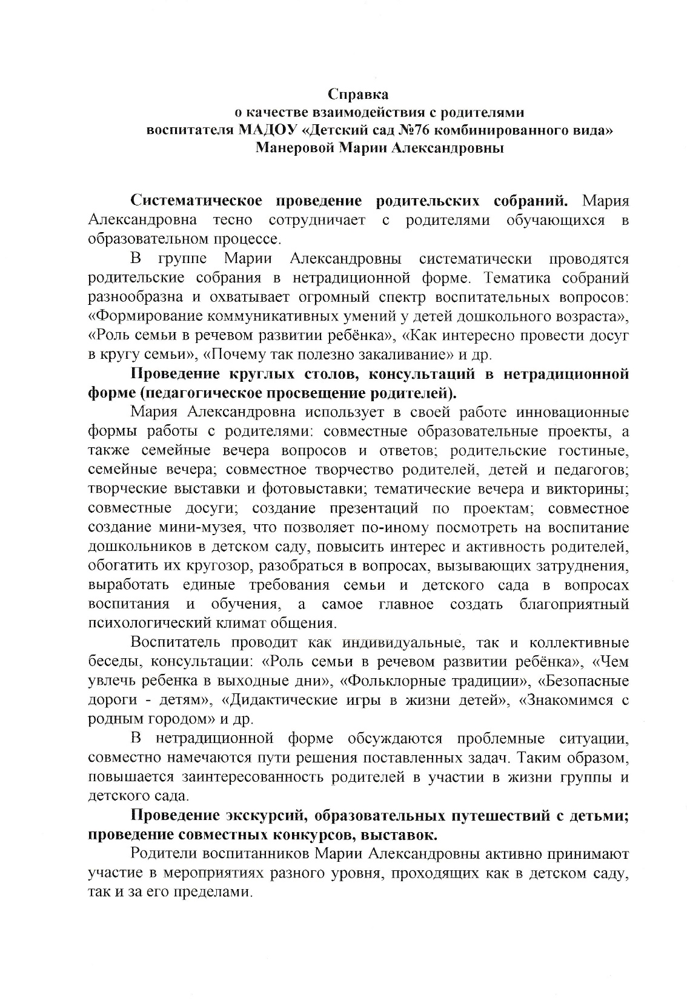 Справка
о качестве взаимодействия с родителями
воспитателя МАДОУ «Детский сад №76 комбинированного вида»
Манеровой Марии Александровны
Систематическое проведение родительских собраний. Мария
Александровна тесно сотрудничает с родителями обучающихся в
образовательном процессе.
В группе Марии Александровны систематически проводятся
родительские собрания в нетрадиционной форме. Тематика собраний
разнообразна и охватывает огромный спектр воспитательных вопросов:
«Формирование коммуникативных умений у детей дошкольного возраста»,
«Роль семьи в речевом развитии ребёнка», «Как интересно провести досуг
в кругу семьи», «Почему так полезно закаливание» и др.
Проведение круглых столов, консультаций в нетрадиционной
форме (педагогическое просвещение родителей).
Мария Александровна использует в своей работе инновационные
формы работы с родителями: совместные образовательные проекты, а
также семейные вечера вопросов и ответов; родительские гостиные,
семейные вечера; совместное творчество родителей, детей и педагогов;
творческие выставки и фотовыставки; тематические вечера и викторины;
совместные досуги; создание презентаций по проектам; совместное
создание мини-музея, что позволяет по-иному посмотреть на воспитание
дошкольников в детском саду, повысить интерес и активность родителей,
обогатить их кругозор, разобраться в вопросах, вызывающих затруднения,
выработать единые требования семьи и детского сада в вопросах
воспитания и обучения, а самое главное создать благоприятный
психологический климат общения.
Воспитатель проводит как индивидуальные, так и коллективные
беседы, консультации: «Роль семьи в речевом развитии ребёнка», «Чем
увлечь ребенка в выходные дни», «Фольклорные традиции», «Безопасные
дороги - детям», «Дидактические игры в жизни детей», «Знакомимся с
родным городом» и др.
В нетрадиционной форме обсуждаются проблемные ситуации,
совместно намечаются пути решения поставленных задач. Таким образом,
повышается заинтересованность родителей в участии в жизни группы и
детского сада.
Проведение экскурсий, образовательных путешествий с детьми;
проведение совместных конкурсов, выставок.
Родители воспитанников Марии Александровны активно принимают
участие в мероприятиях разного уровня, проходящих как в детском саду,
так и за его пределами.